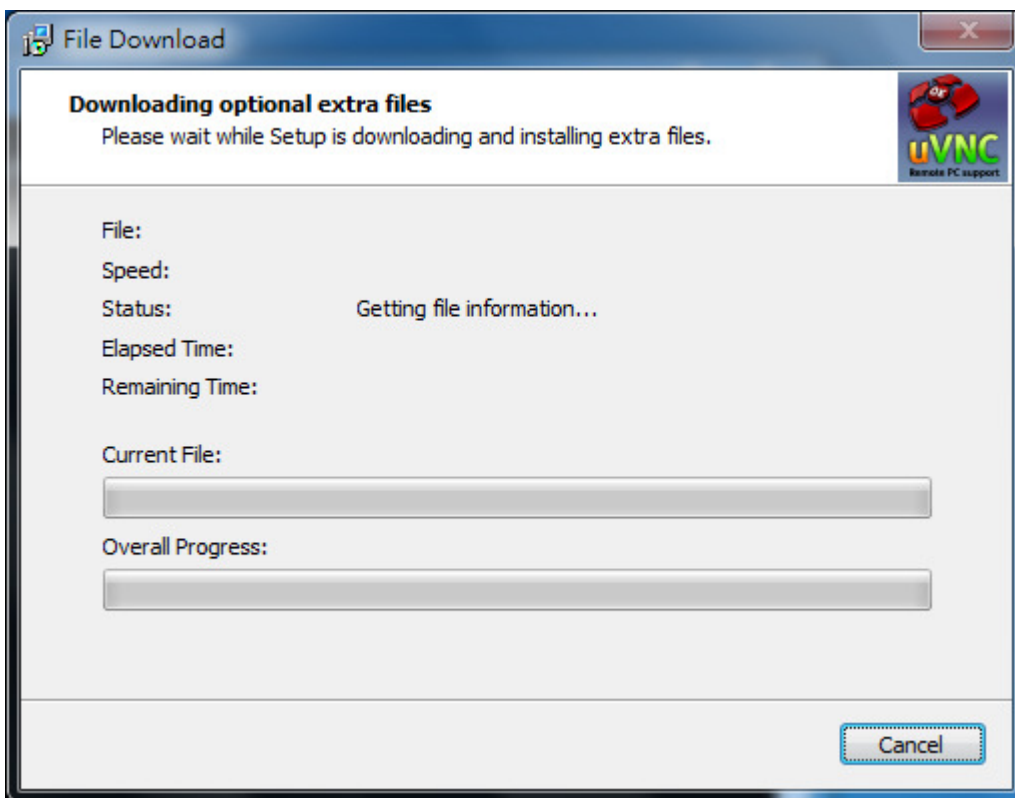 File Download
Downloading optional extra files
Please wait while Setup is downloading and installing extra files.
or
uVNC
Remote PC support
File:
Speed:
Status: Getting file information...
Elapsed Time:
Remaining Time:
Current File:
Overall Progress:
Cancel